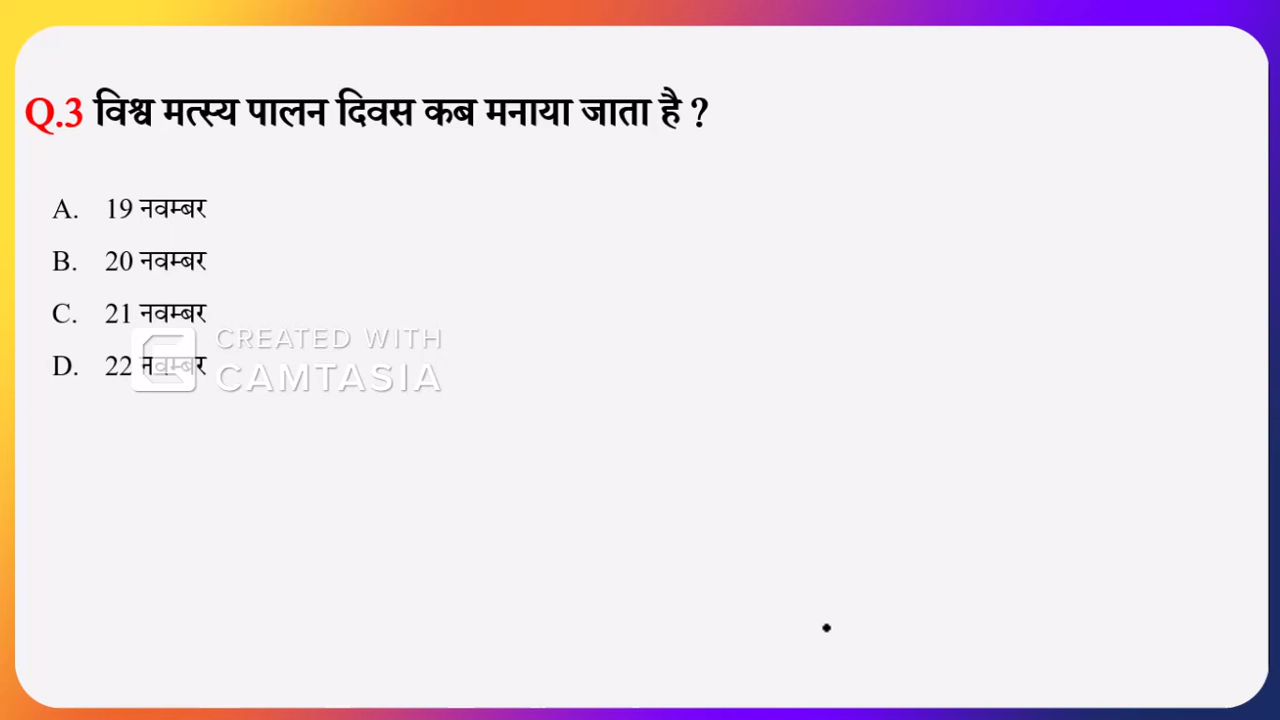 Q.3 विश्व मत्स्य पालन दिवस कब मनाया जाता है ?
A. 19 नवम्बर
B. 20 नवम्बर
C. 21 नवम्बर
D. 22 नवम्बर
CREATED WITH
CAMTASIA